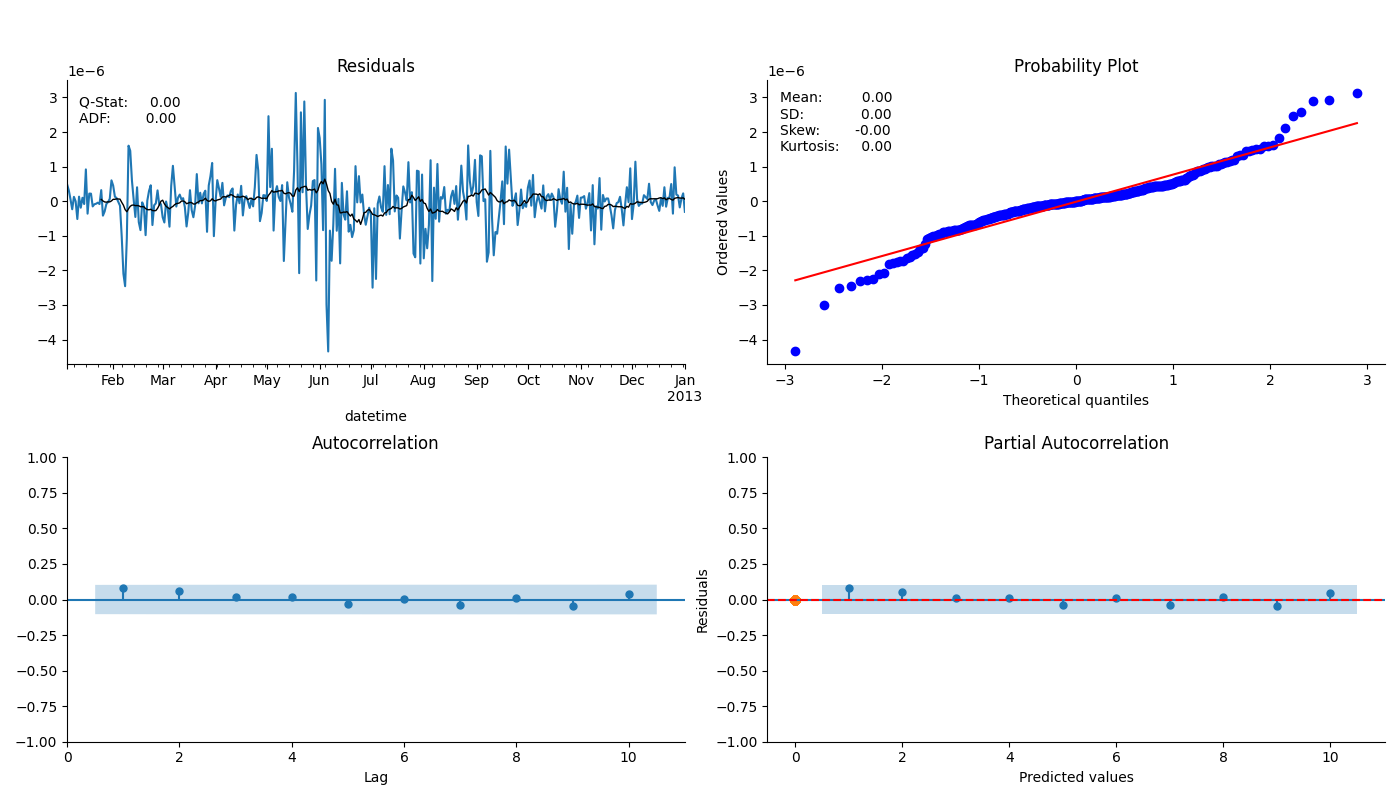 Residuals
1e−6
Q-Stat: 0.00
ADF: 0.00
3
2
1
0
−1
−2
−3
−4
Feb Mar Apr May Jun Jul Aug Sep Oct Nov Dec Jan
2013
datetime
Probability Plot
1e−6
Mean: 0.00
SD: 0.00
Skew: -0.00
Kurtosis: 0.00
Ordered Values
3
2
1
0
−1
−2
−3
−4
−3 −2 −1 0 1 2 3
Theoretical quantiles
Autocorrelation
1.00
0.75
0.50
0.25
0.00
−0.25
−0.50
−0.75
−1.00
0 2 4 6 8 10
Lag
Partial Autocorrelation
Residuals
1.00
0.75
0.50
0.25
0.00
−0.25
−0.50
−0.75
−1.00
0 2 4 6 8 10
Predicted values